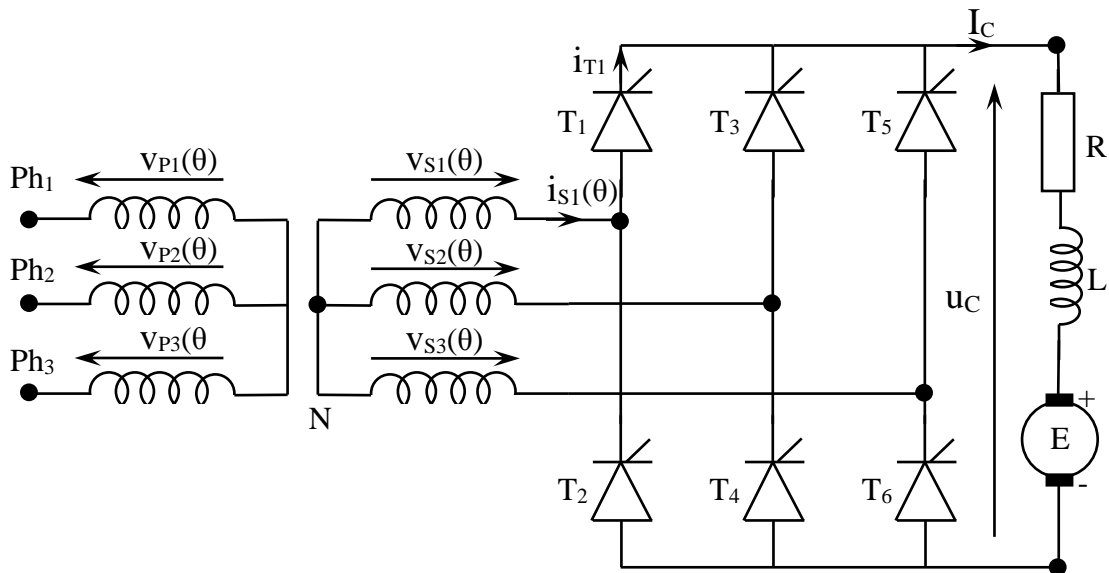 I_C
i_T1
T_1
T_3
T_5
R
v_P1(θ)
v_S1(θ)
Ph_1
i_S1(θ)
v_P2(θ)
v_S2(θ)
Ph_2
L
u_C
v_P3(θ
v_S3(θ)
Ph_3
N
+
E
T_2
T_4
T_6
-